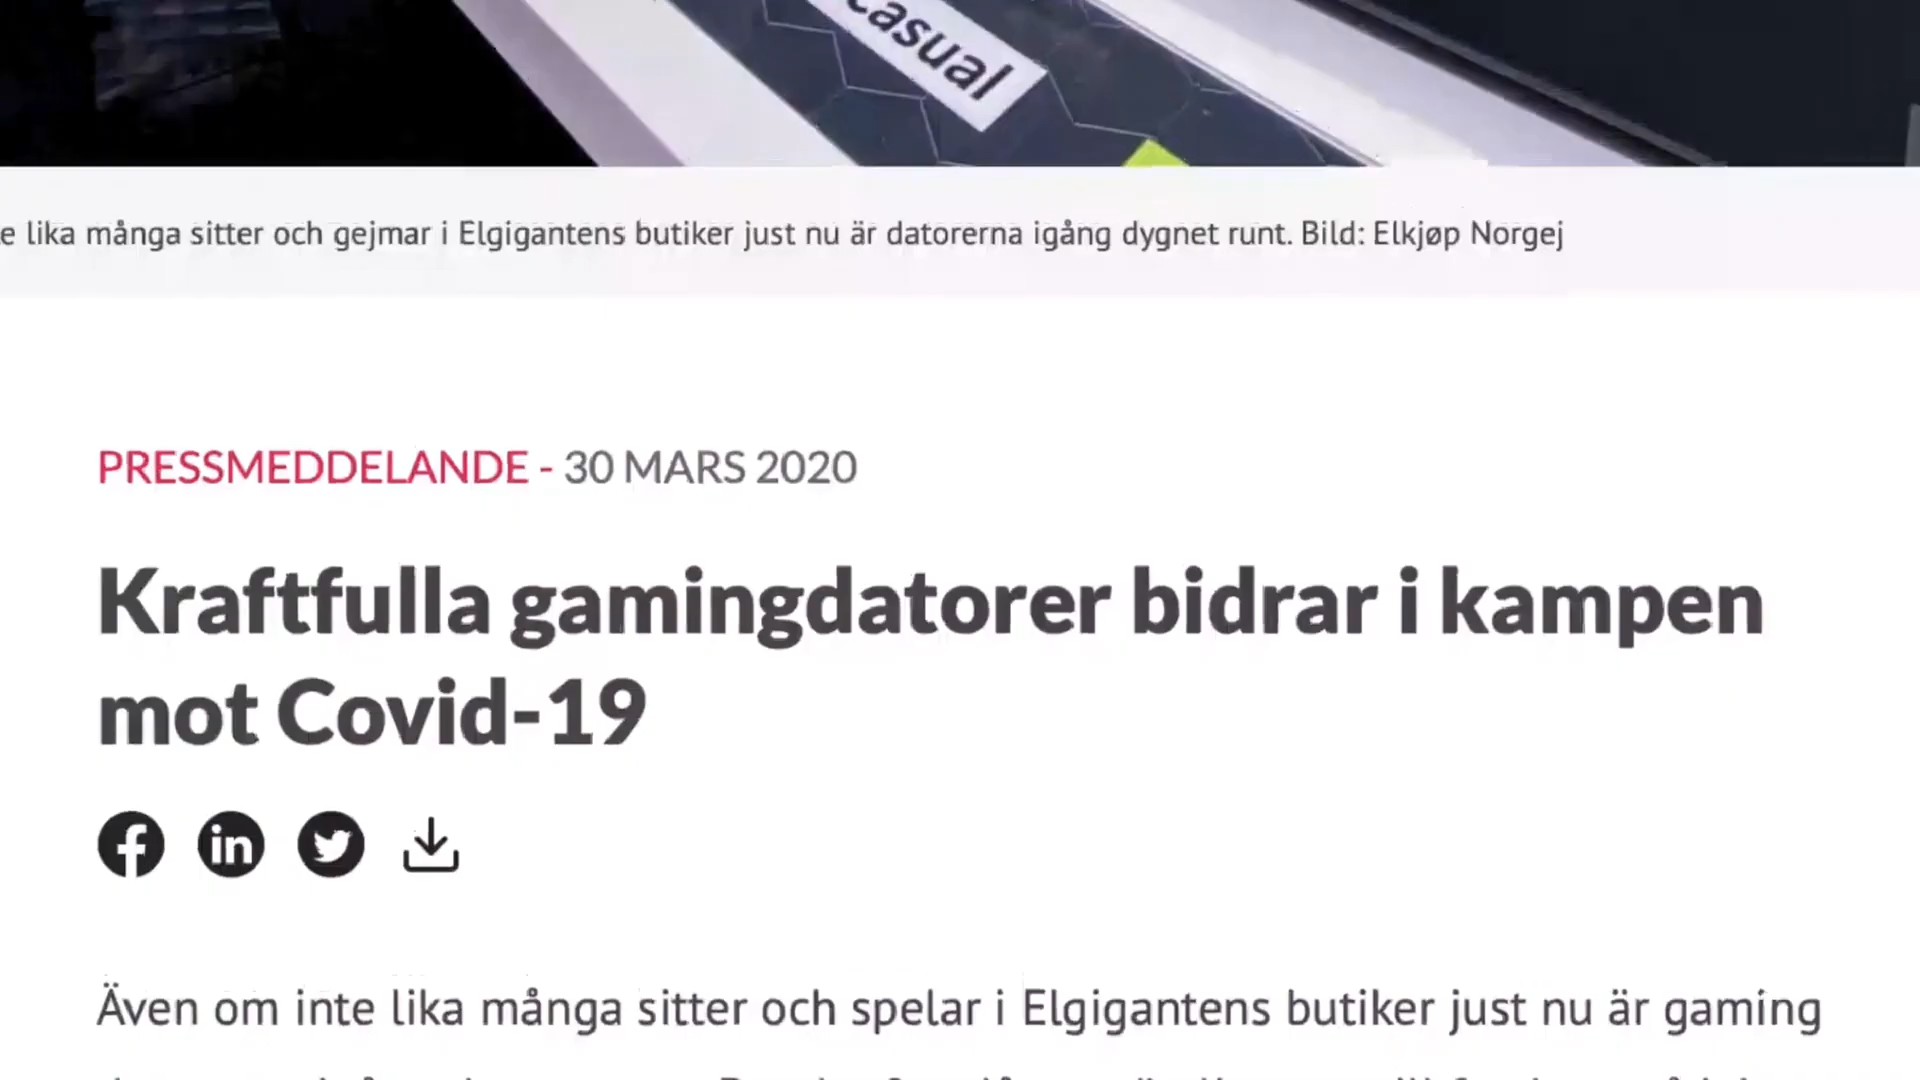 casual
e lika många sitter och gejmar i Elgigantens butiker just nu är datorerna igång dygnet runt. Bild: Elkjøp Norgej
PRESSMEDDELANDE - 30 MARS 2020
Kraftfulla gamingdatorer bidrar i kampen
mot Covid-19
Även om inte lika många sitter och spelar i Elgigantens butiker just nu är gaming